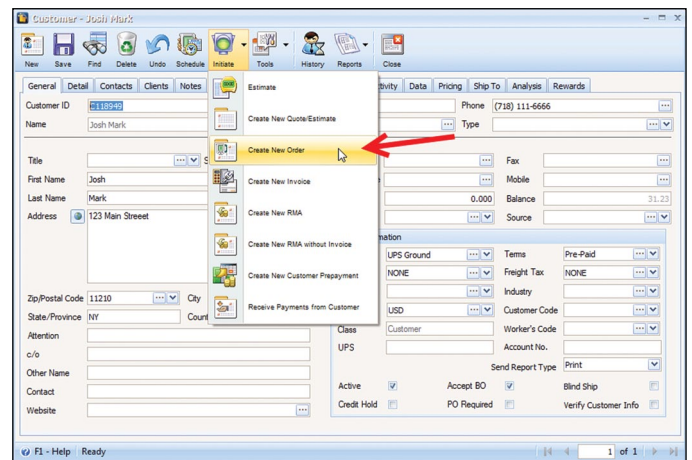 Customer - Josh Mark
New Save Find Delete Undo Schedule Initiate Tools History Reports Close
General Detail Contacts Clients Notes Data Pricing Ship To Analysis Rewards
Customer ID C118949 Phone (718) 111-6666
Name Josh Mark Type
Title Fax
First Name Josh Mobile
Last Name Mark 0.000 Balance 31.23
Address 123 Main Streeet Source
Estimate
Create New Quote/Estimate
Create New Order
Create New Invoice
Create New RMA
Create New RMA without Invoice
Create New Customer Prepayment
Receive Payments from Customer
UPS Ground Terms Pre-Paid
NONE Freight Tax NONE
Industry
Zip/Postal Code 11210 City USD Customer Code
State/Province NY Class Customer Worker's Code
Attention UPS Account No.
c/o Send Report Type Print
Other Name
Contact Active Accept BO Blind Ship
Website Credit Hold PO Required Verify Customer Info
F1 - Help Ready 1 of 1